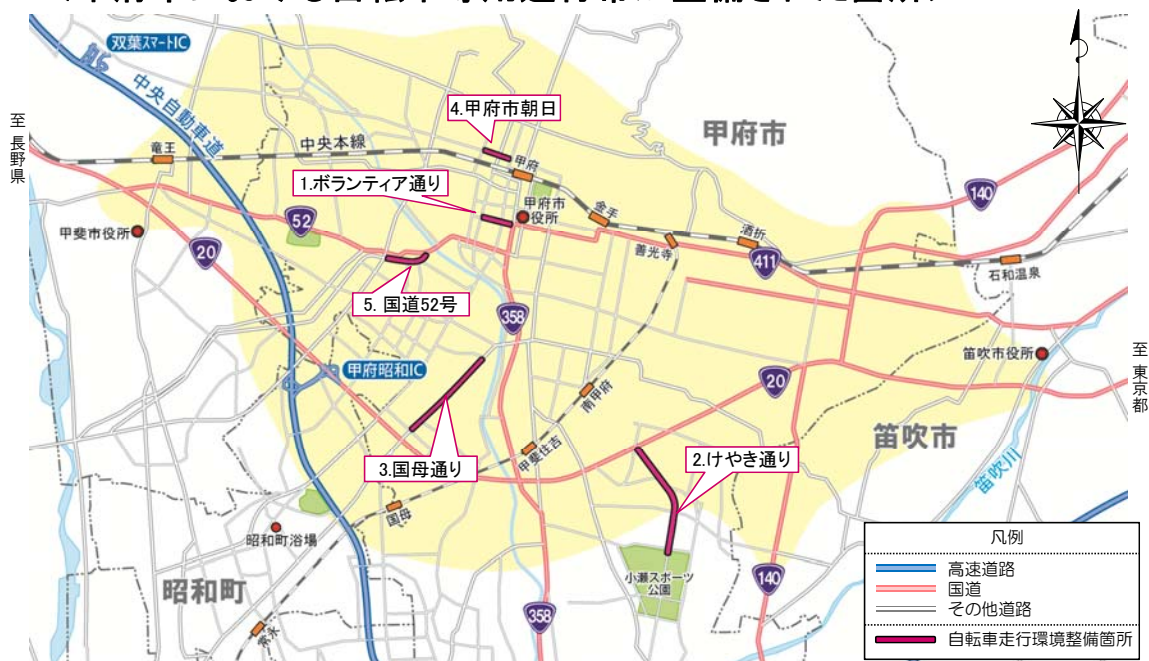 双葉スマートIC
中央自動車道
4.甲府市朝日
甲府市
至
長野県
竜王
中央本線
甲府
1.ボランティア通り
140
52
甲府市
役所
金手
甲斐市役所
20
善光寺
酒折
411
石和温泉
5. 国道52号
358
笛吹市役所
至
東京都
甲府昭和IC
南甲府
20
笛吹市
3.国母通り
甲斐住吉
2.けやき通り
笛吹川
国母
昭和町浴場
昭和町
小瀬スポーツ
公園
140
常永
358
凡例
高速道路
国道
その他道路
自転車走行環境整備箇所